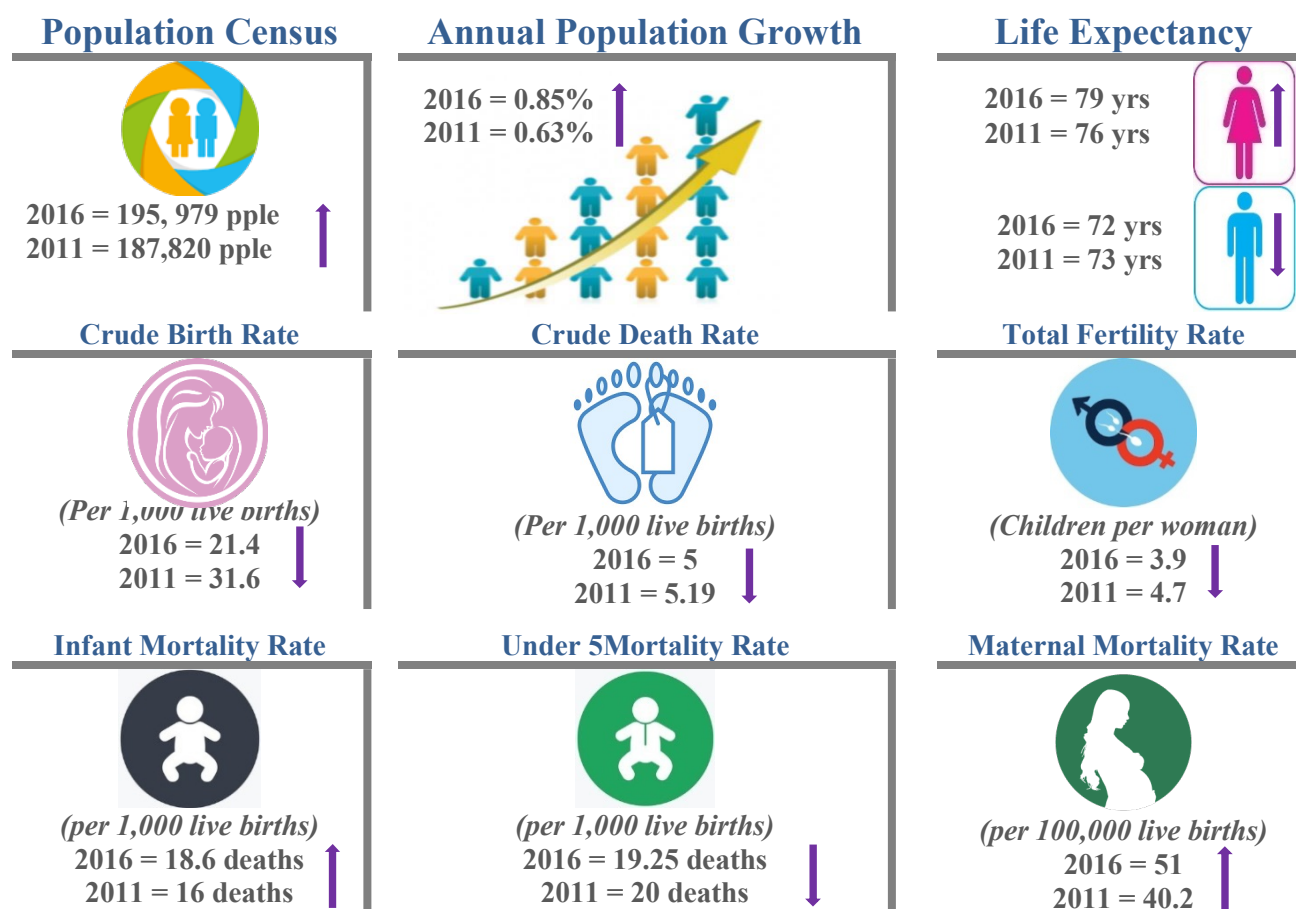 Population Census
2016 = 195, 979 pple
2011 = 187,820 pple
Annual Population Growth
2016 = 0.85%
2011 = 0.63%
Life Expectancy
2016 = 79 yrs
2011 = 76 yrs
2016 = 72 yrs
2011 = 73 yrs
Crude Birth Rate
(Per 1,000 live births)
2016 = 21.4
2011 = 31.6
Crude Death Rate
(Per 1,000 live births)
2016 = 5
2011 = 5.19
Total Fertility Rate
(Children per woman)
2016 = 3.9
2011 = 4.7
Infant Mortality Rate
(per 1,000 live births)
2016 = 18.6 deaths
2011 = 16 deaths
Under 5Mortality Rate
(per 1,000 live births)
2016 = 19.25 deaths
2011 = 20 deaths
Maternal Mortality Rate
(per 100,000 live births)
2016 = 51
2011 = 40.2